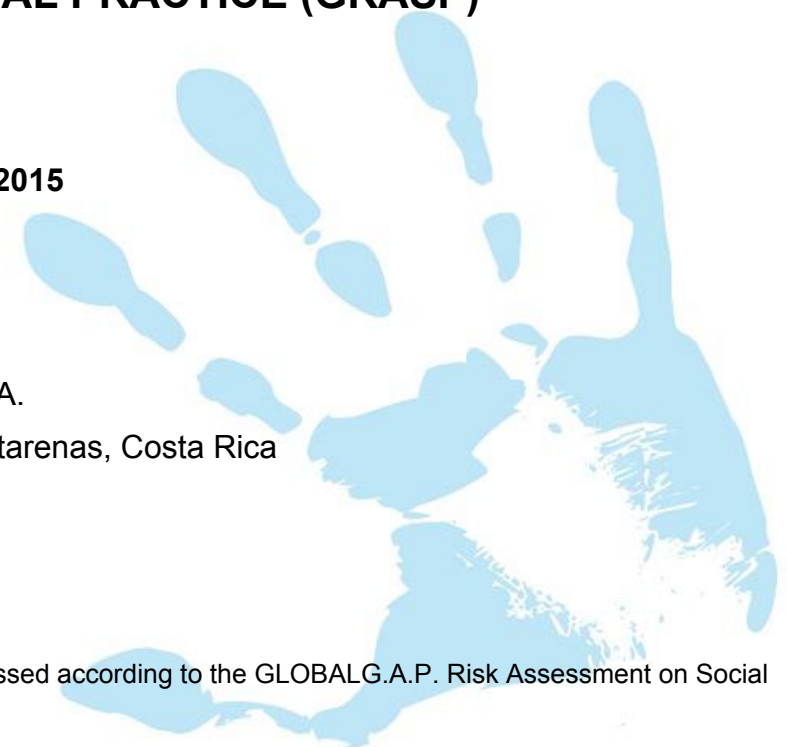 AL PRACTICE (GRASP)
2015
A.
tarenas, Costa Rica
ssed according to the GLOBALG.A.P. Risk Assessment on Social